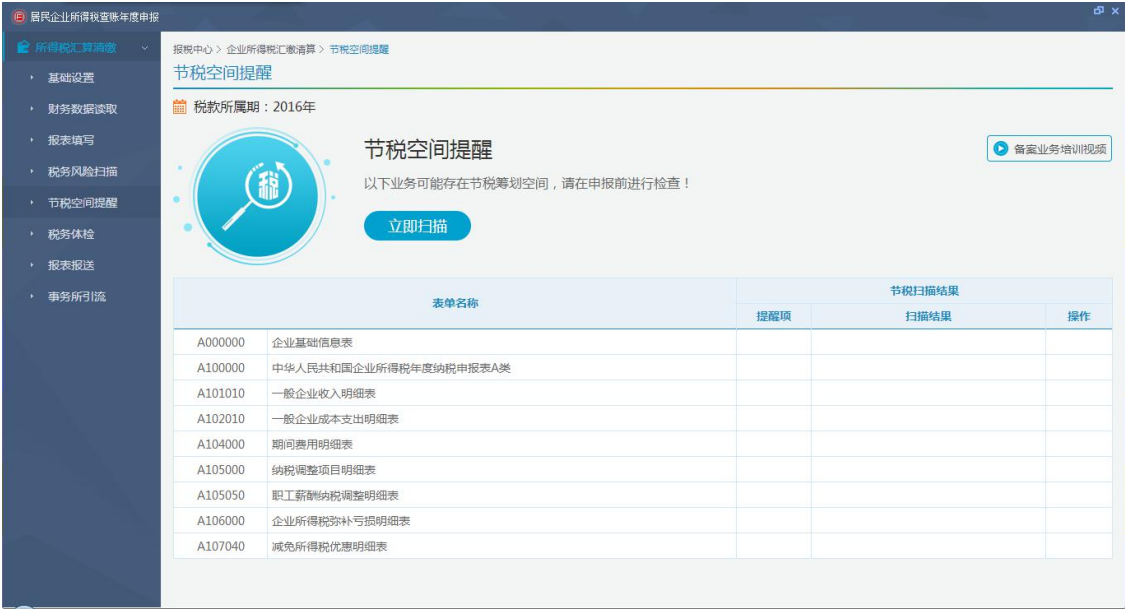 居民企业所得税查账年度申报
所得税汇算清缴
基础设置
财务数据读取
报表填写
税务风险扫描
节税空间提醒
税务体检
报表报送
事务所引流
报税中心 > 企业所得税汇缴清算 > 节税空间提醒
节税空间提醒
税款所属期：2016年
税
节税空间提醒
以下业务可能存在节税筹划空间，请在申报前进行检查！
立即扫描
备案业务培训视频
表单名称 节税扫描结果
提醒项 扫描结果 操作
A000000 企业基础信息表
A100000 中华人民共和国企业所得税年度纳税申报表A类
A101010 一般企业收入明细表
A102010 一般企业成本支出明细表
A104000 期间费用明细表
A105000 纳税调整项目明细表
A105050 职工薪酬纳税调整明细表
A106000 企业所得税弥补亏损明细表
A107040 减免所得税优惠明细表